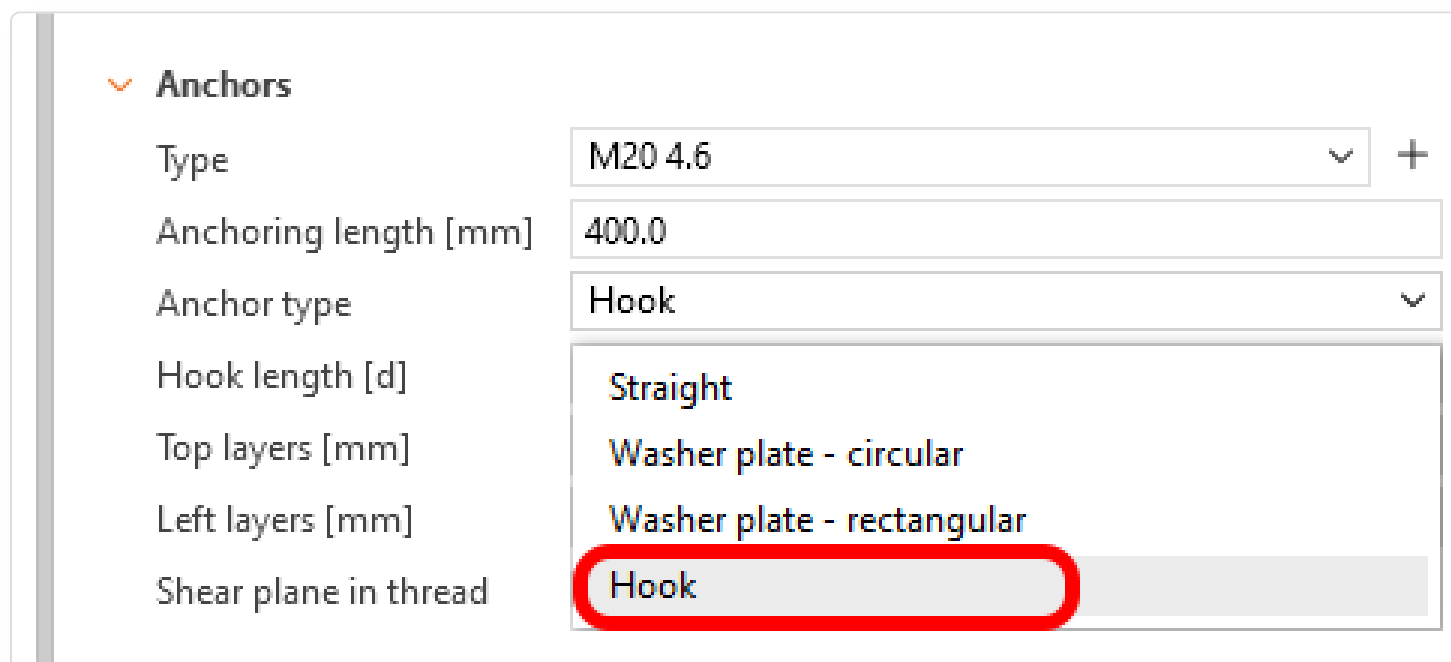 Anchors
Type M20 4.6
Anchoring length [mm] 400.0
Anchor type Hook
Hook length [d]
Straight
Top layers [mm]
Washer plate - circular
Left layers [mm]
Washer plate - rectangular
Shear plane in thread
Hook